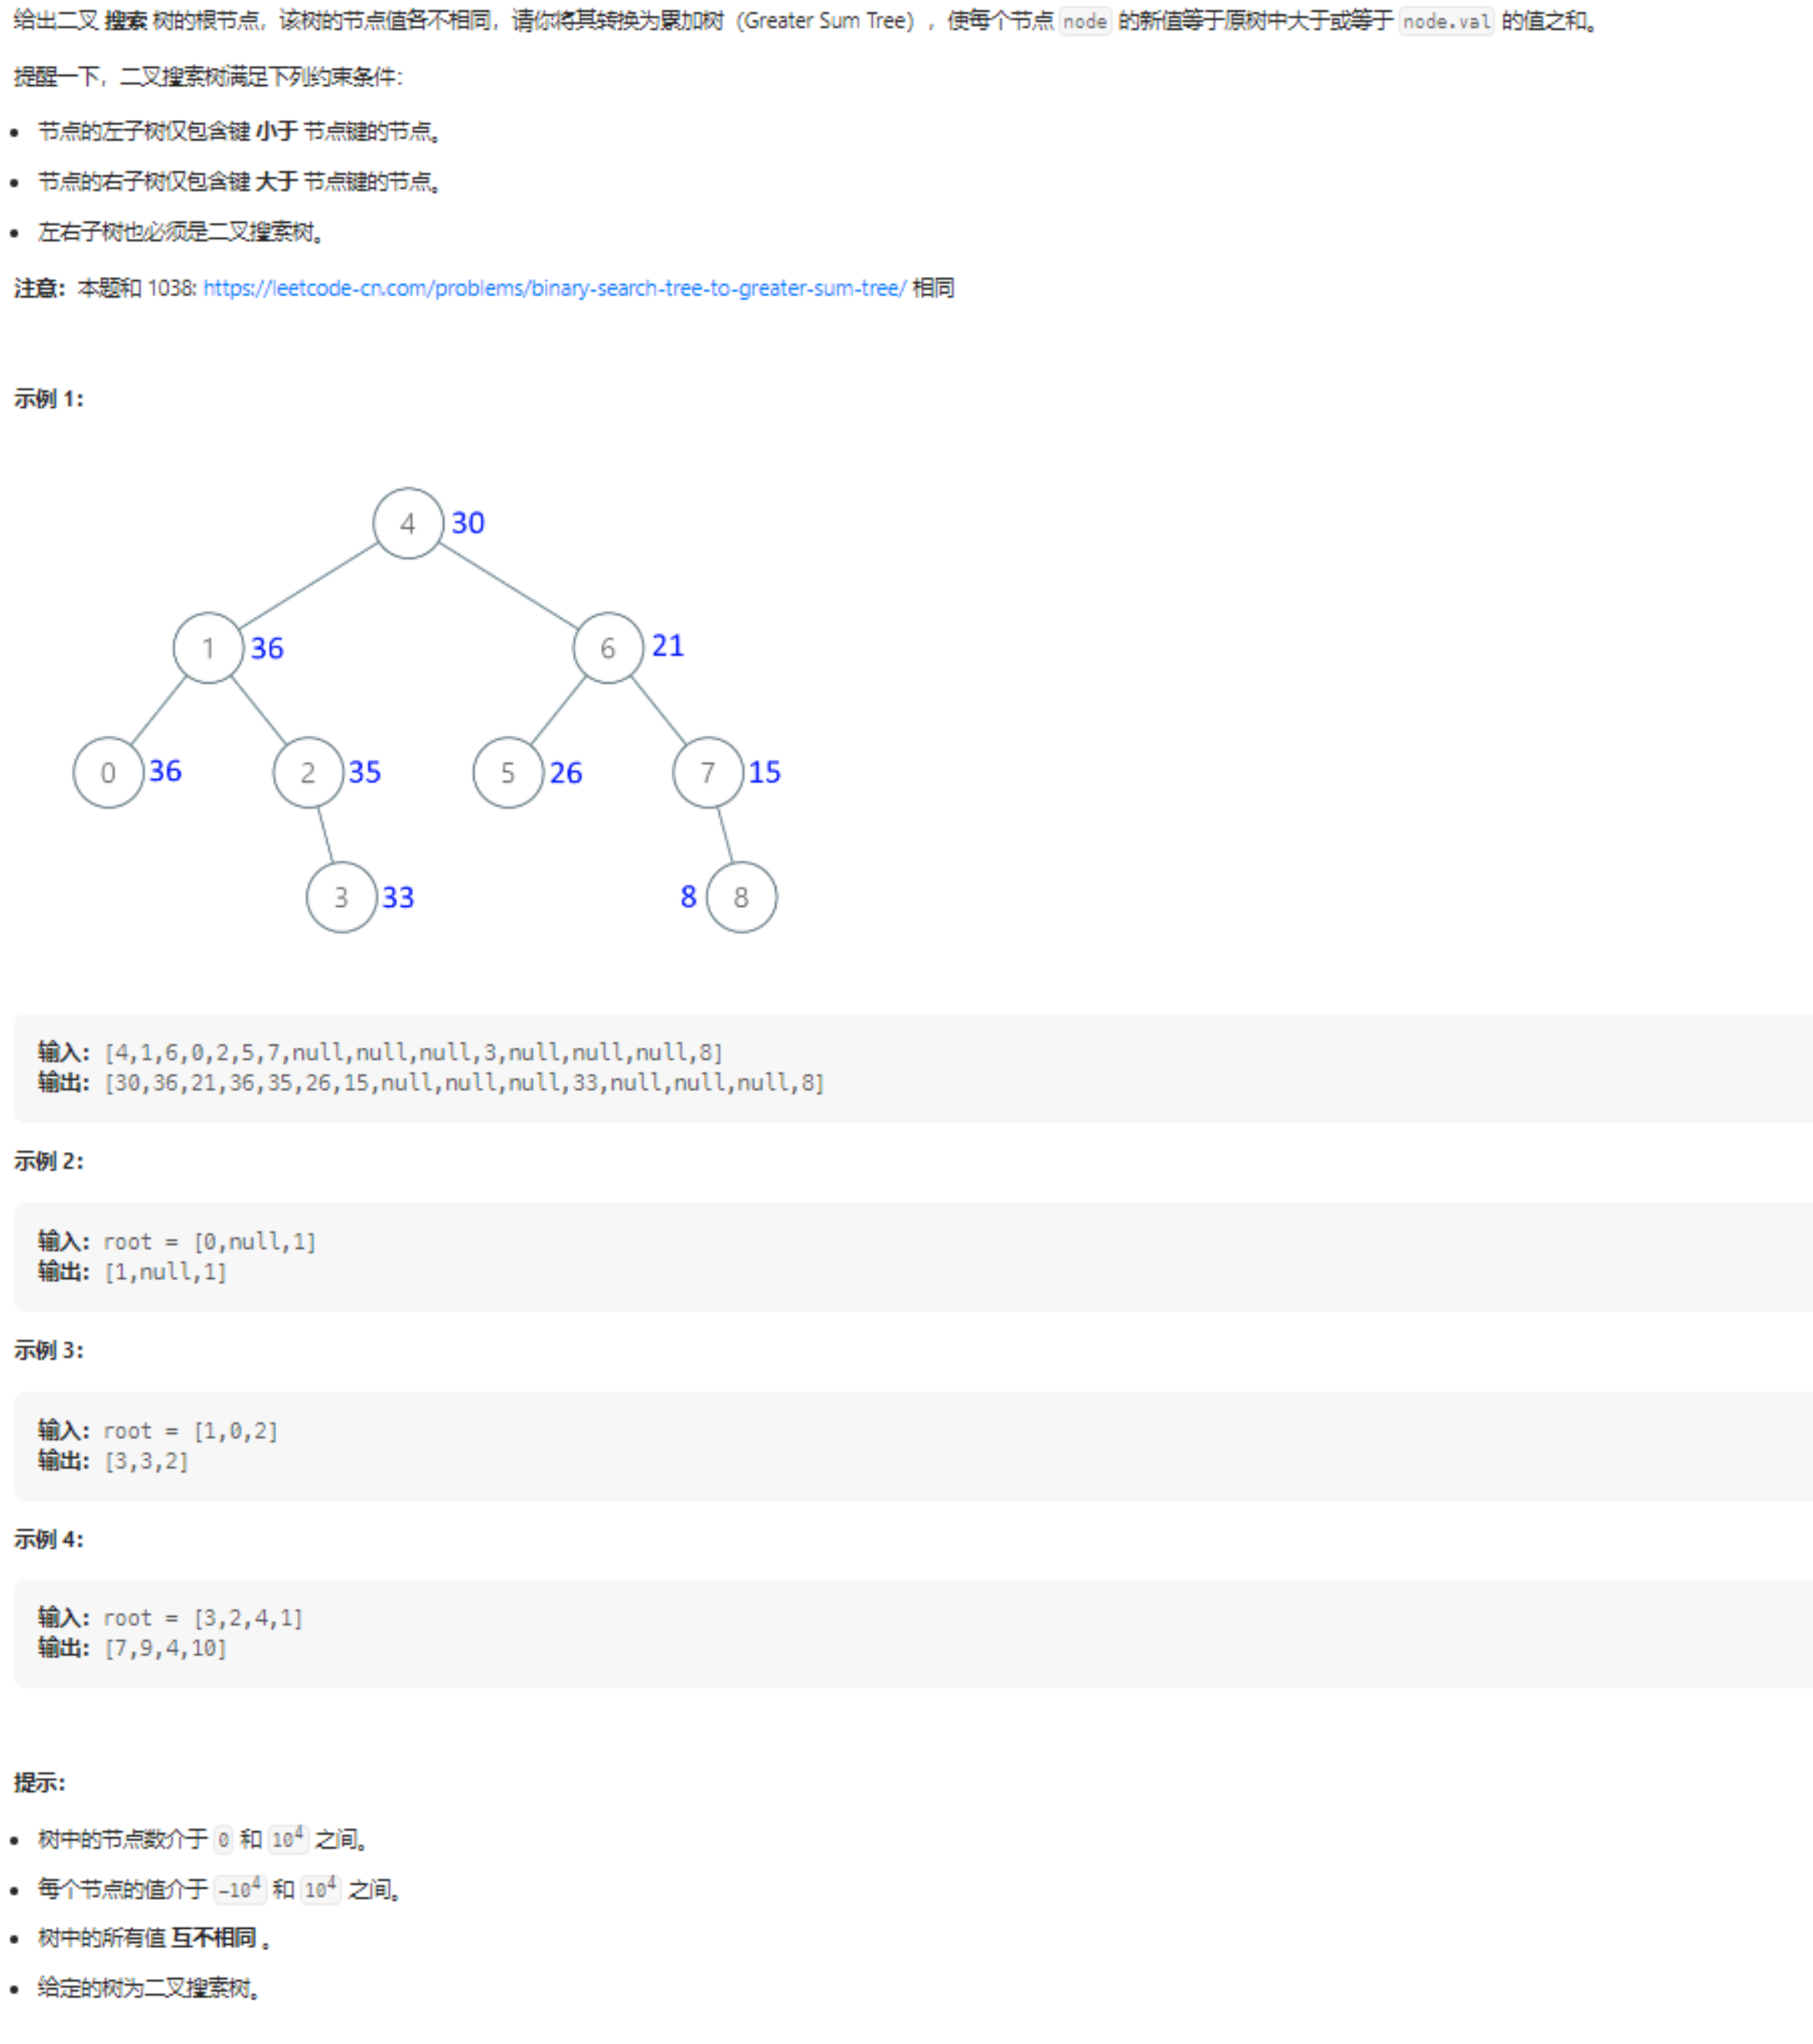 给出二叉 搜索 树的根节点，该树的节点值各不相同，请你将其转换为累加树（Greater Sum Tree），使每个节点 node 的新值等于原树中大于或等于 node.val 的值之和。
提醒一下，二叉搜索树满足下列约束条件：
• 节点的左子树仅包含键 小于 节点键的节点。
• 节点的右子树仅包含键 大于 节点键的节点。
• 左右子树也必须是二叉搜索树。
注意：本题和 1038: https://leetcode-cn.com/problems/binary-search-tree-to-greater-sum-tree/ 相同
示例 1：
4 30
1 36 6 21
0 36 2 35 5 26 7 15
3 33 8 8
输入：[4,1,6,0,2,5,7,null,null,null,3,null,null,null,8]
输出：[30,36,21,36,35,26,15,null,null,null,33,null,null,null,8]
示例 2：
输入：root = [0,null,1]
输出：[1,null,1]
示例 3：
输入：root = [1,0,2]
输出：[3,3,2]
示例 4：
输入：root = [3,2,4,1]
输出：[7,9,4,10]
提示：
• 树中的节点数介于 0 和 10⁴ 之间。
• 每个节点的值介于 -10⁴ 和 10⁴ 之间。
• 树中的所有值 互不相同 。
• 给定的树为二叉搜索树。